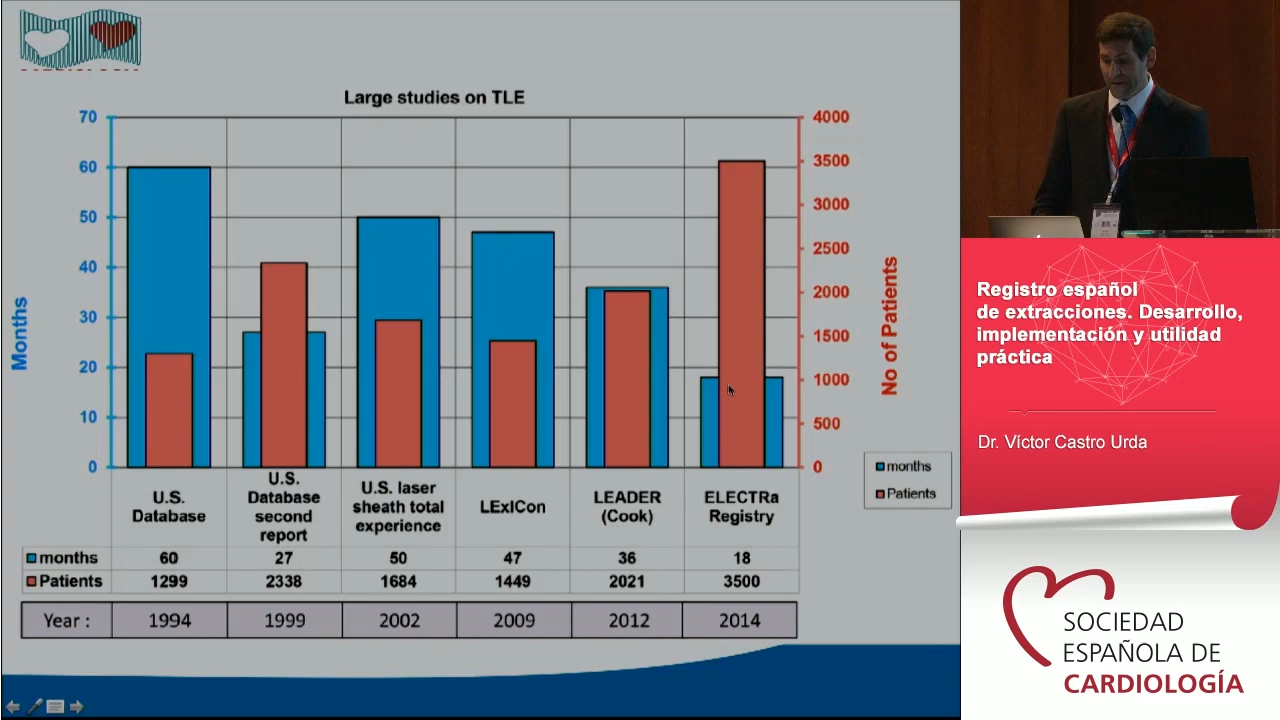 Large studies on TLE
70
60
50
40
30
20
10
0
Months
4000
3500
3000
2500
2000
1500
1000
500
0
No of Patients
months
Patients
U.S. Database
U.S. Database second report
U.S. laser sheath total experience
LExICon
LEADER (Cook)
ELECTRa Registry
months 60 27 50 47 36 18
Patients 1299 2338 1684 1449 2021 3500
Year : 1994 1999 2002 2009 2012 2014
Registro español
de extracciones. Desarrollo,
implementación y utilidad
práctica
Dr. Víctor Castro Urda
SOCIEDAD
ESPAÑOLA DE
CARDIOLOGÍA